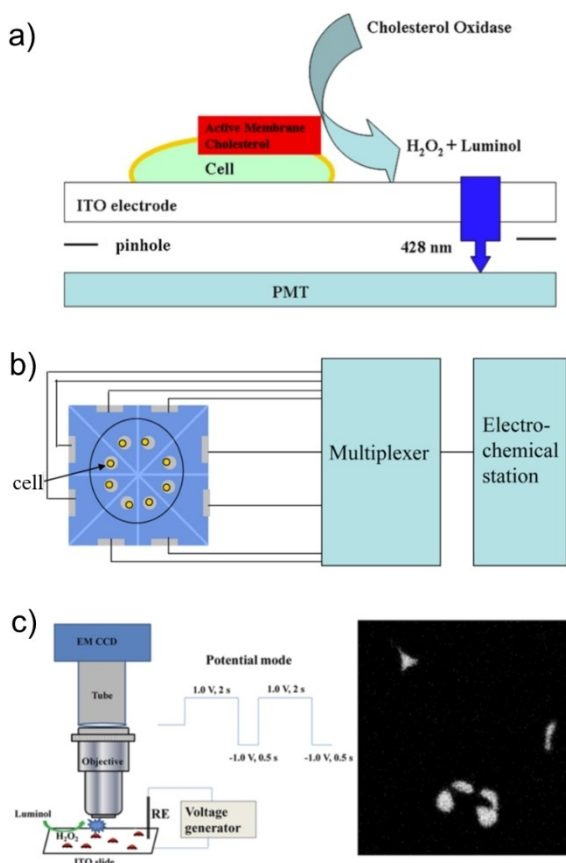 a)
Cholesterol Oxidase
Active Membrane
Cholesterol
Cell
H₂O₂ + Luminol
ITO electrode
pinhole
428 nm
PMT
b)
cell
Multiplexer
Electro-
chemical
station
c)
EM CCD
Tube
Objective
Luminol
H₂O₂
ITO slide
RE
Voltage
generator
Potential mode
1.0 V, 2 s
1.0 V, 2 s
-1.0 V, 0.5 s
-1.0 V, 0.5 s